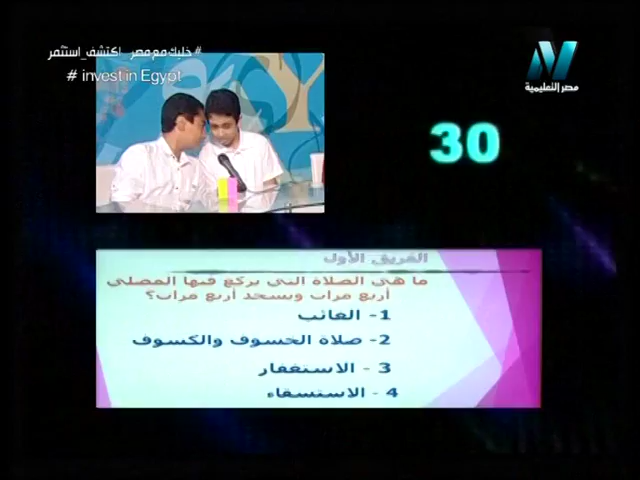 #خليك_مع_مصر_اكتشف_استثمر
# invest in Egypt
مصر التعليمية
30
الفريق الأول
ما هي الصلاة التي يركع فيها المصلي
أربع مرات ويسجد أربع مرات؟
1- الغائب
2- صلاة الخسوف والكسوف
3 - الاستغفار
4 - الاستسقاء